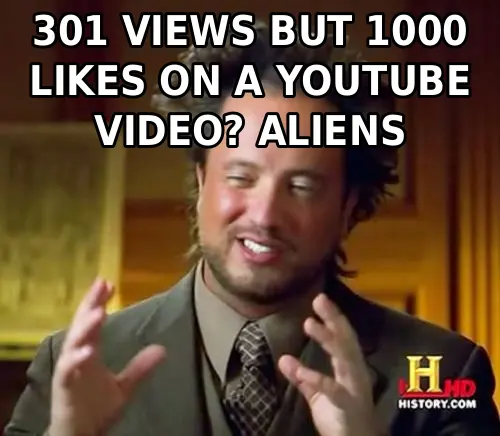 301 VIEWS BUT 1000
LIKES ON A YOUTUBE
VIDEO? ALIENS
H HD
HISTORY.COM